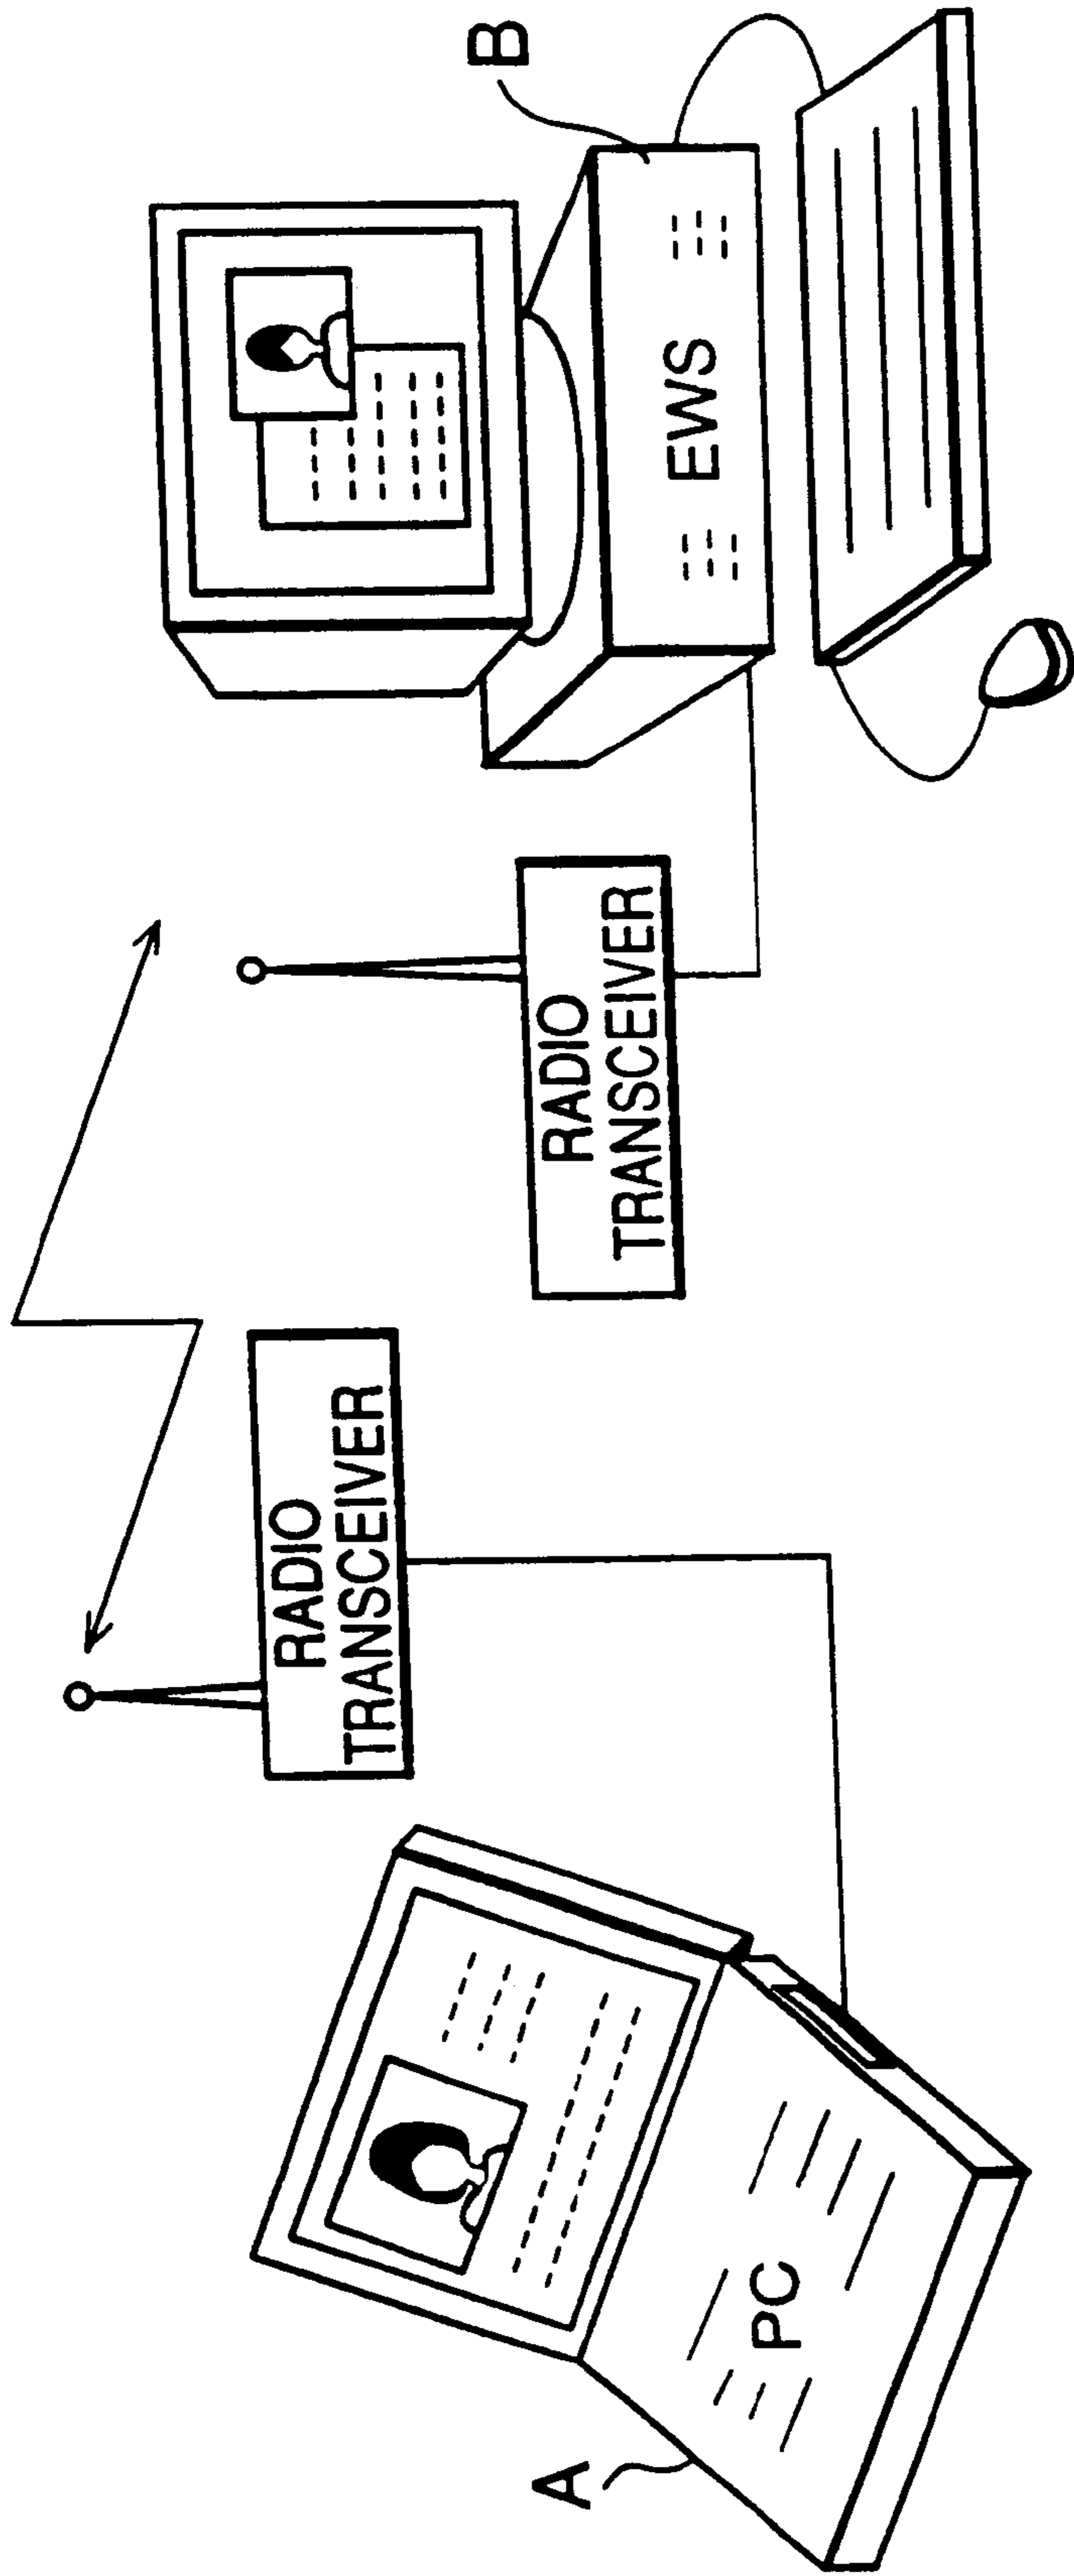 A
PC
RADIO
TRANSCEIVER
RADIO
TRANSCEIVER
B
EWS